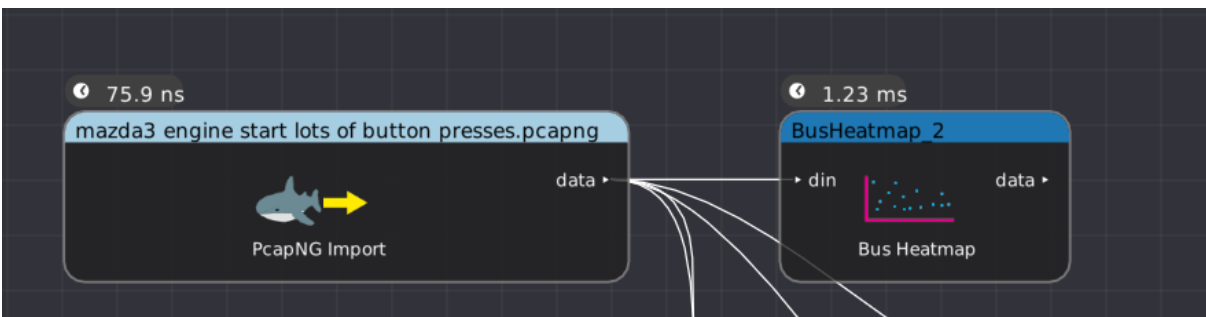 75.9 ns
mazda3 engine start lots of button presses.pcapng
data
PcapNG Import
1.23 ms
BusHeatmap_2
din
data
Bus Heatmap